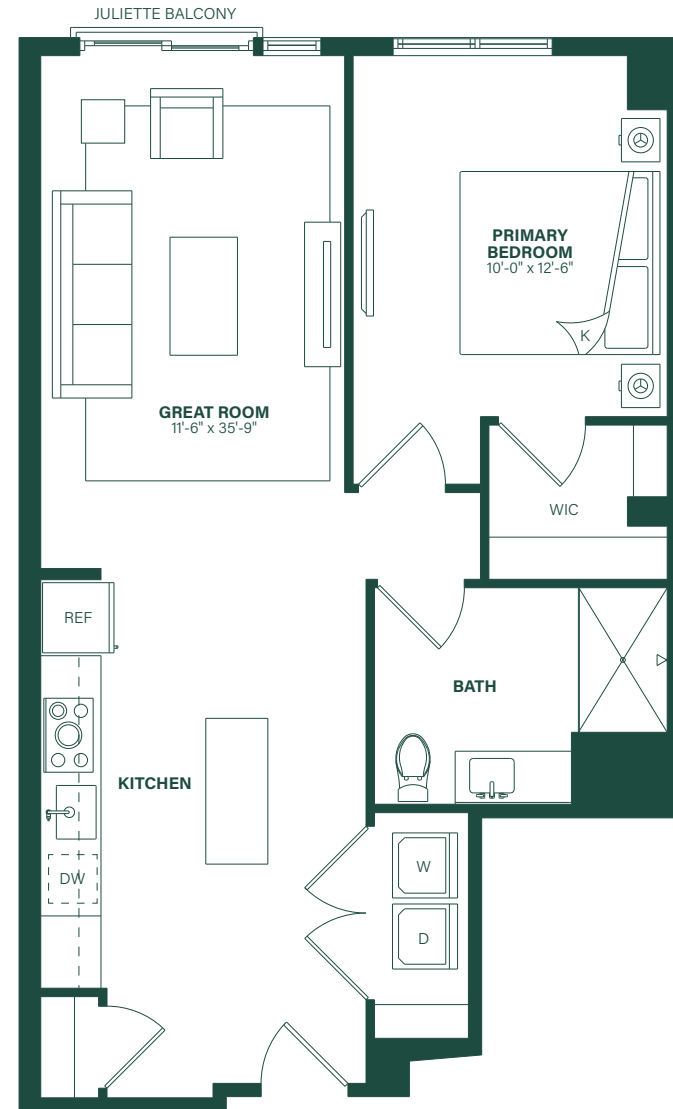 JULIETTE BALCONY
PRIMARY
BEDROOM
10'-0" x 12'-6"
K
GREAT ROOM
11'-6" x 35'-9"
WIC
REF
BATH
KITCHEN
W
DW
D